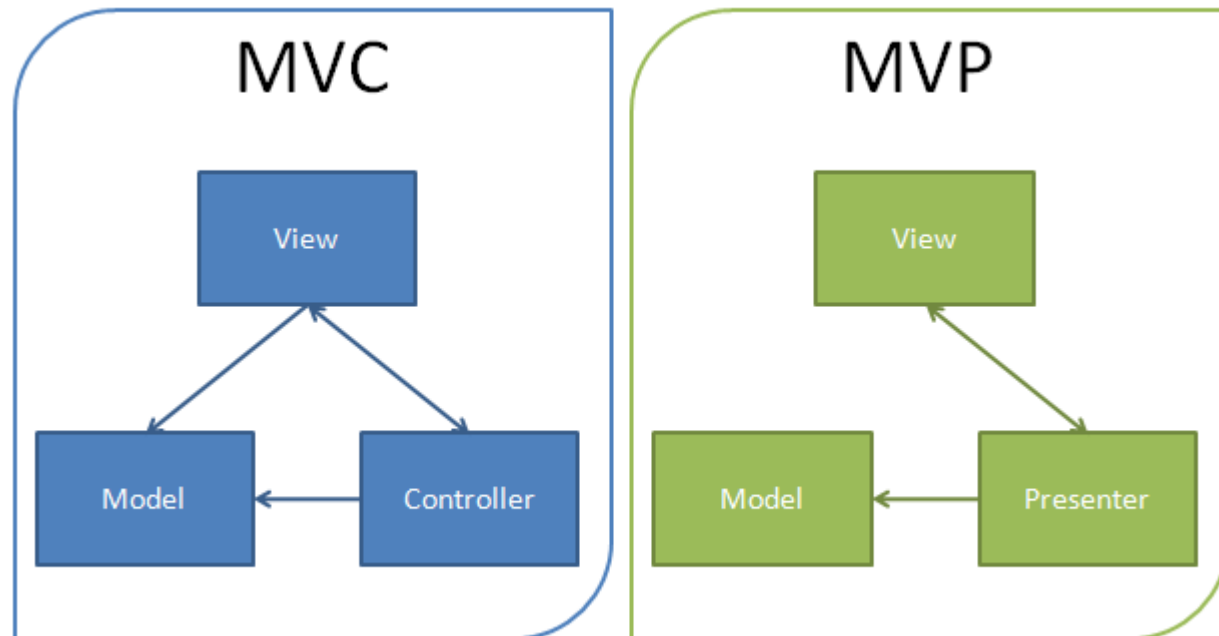 MVC
View
Model
Controller
MVP
View
Model
Presenter